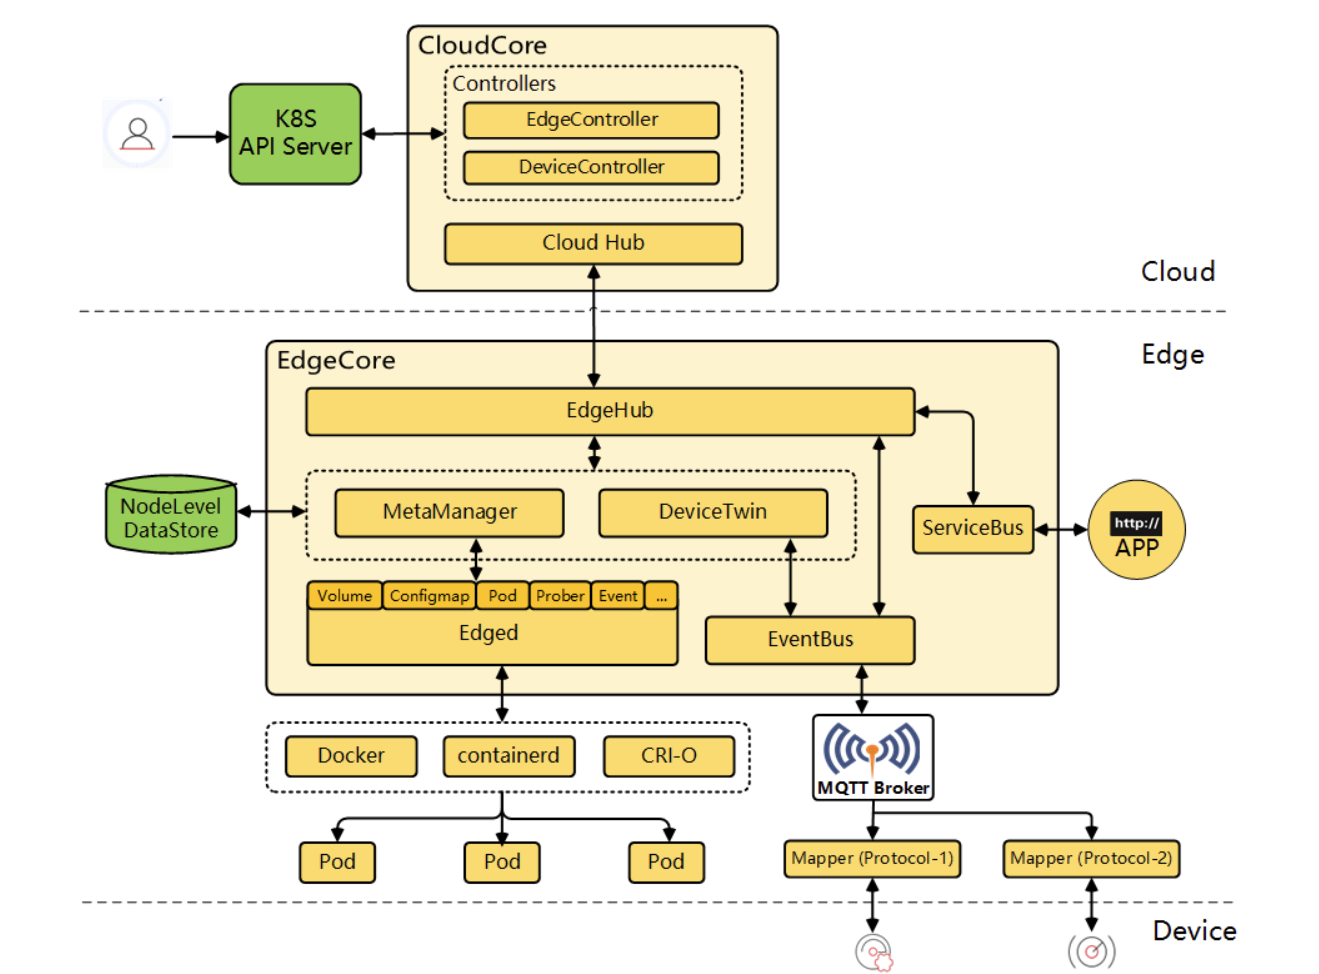 CloudCore
Controllers
EdgeController
DeviceController
Cloud Hub
K8S
API Server
Cloud
Edge
EdgeCore
EdgeHub
NodeLevel
DataStore
MetaManager
DeviceTwin
ServiceBus
http://
APP
Volume
Configmap
Pod
Prober
Event
...
Edged
EventBus
Docker
containerd
CRI-O
MQTT Broker
Pod
Pod
Pod
Mapper (Protocol-1)
Mapper (Protocol-2)
Device